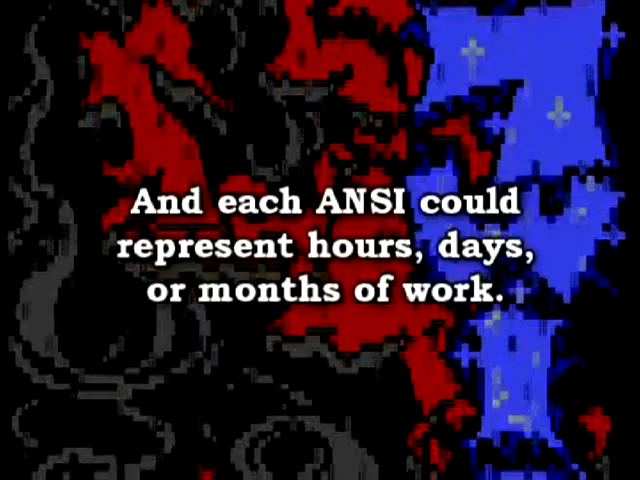 And each ANSI could
represent hours, days,
or months of work.